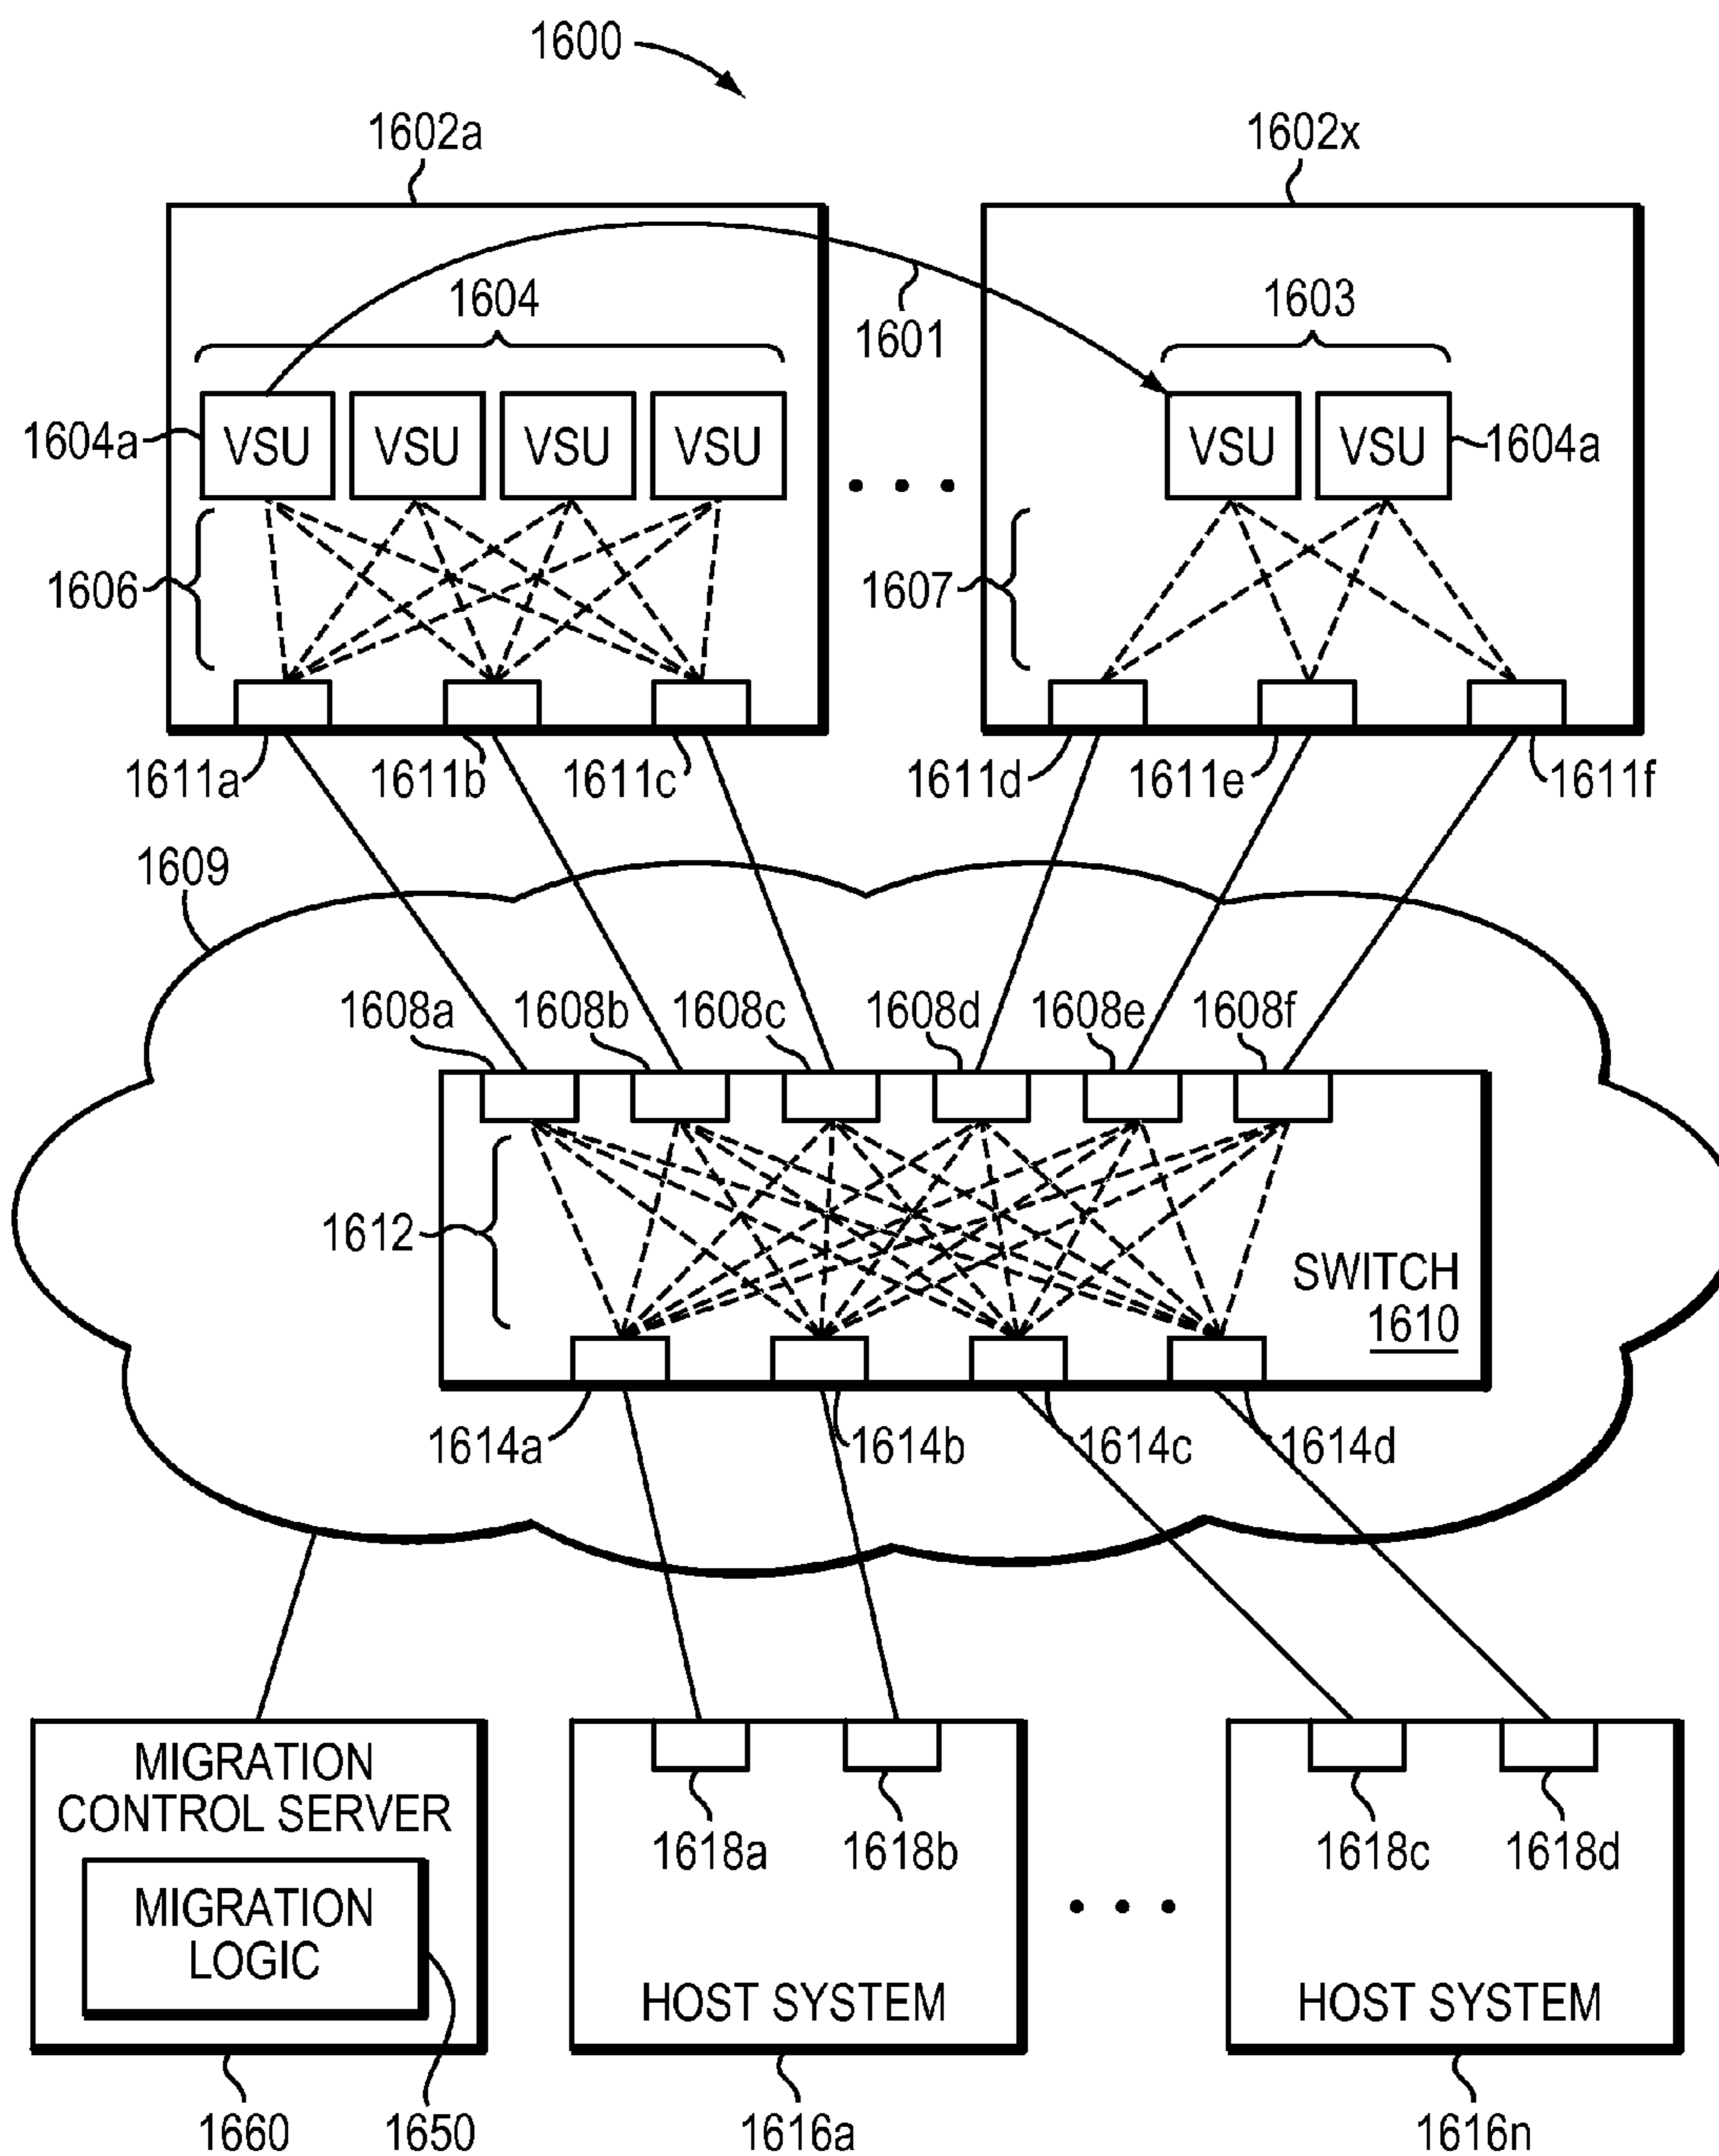 1600
1602a
1602x
1604
1601
1603
1604a
VSU
VSU
VSU
VSU
VSU
VSU
1604a
1606
1607
1611a
1611b
1611c
1611d
1611e
1611f
1609
1608a
1608b
1608c
1608d
1608e
1608f
1612
SWITCH
1610
1614a
1614b
1614c
1614d
MIGRATION
CONTROL SERVER
MIGRATION
LOGIC
1618a
1618b
HOST SYSTEM
1618c
1618d
HOST SYSTEM
1660
1650
1616a
1616n